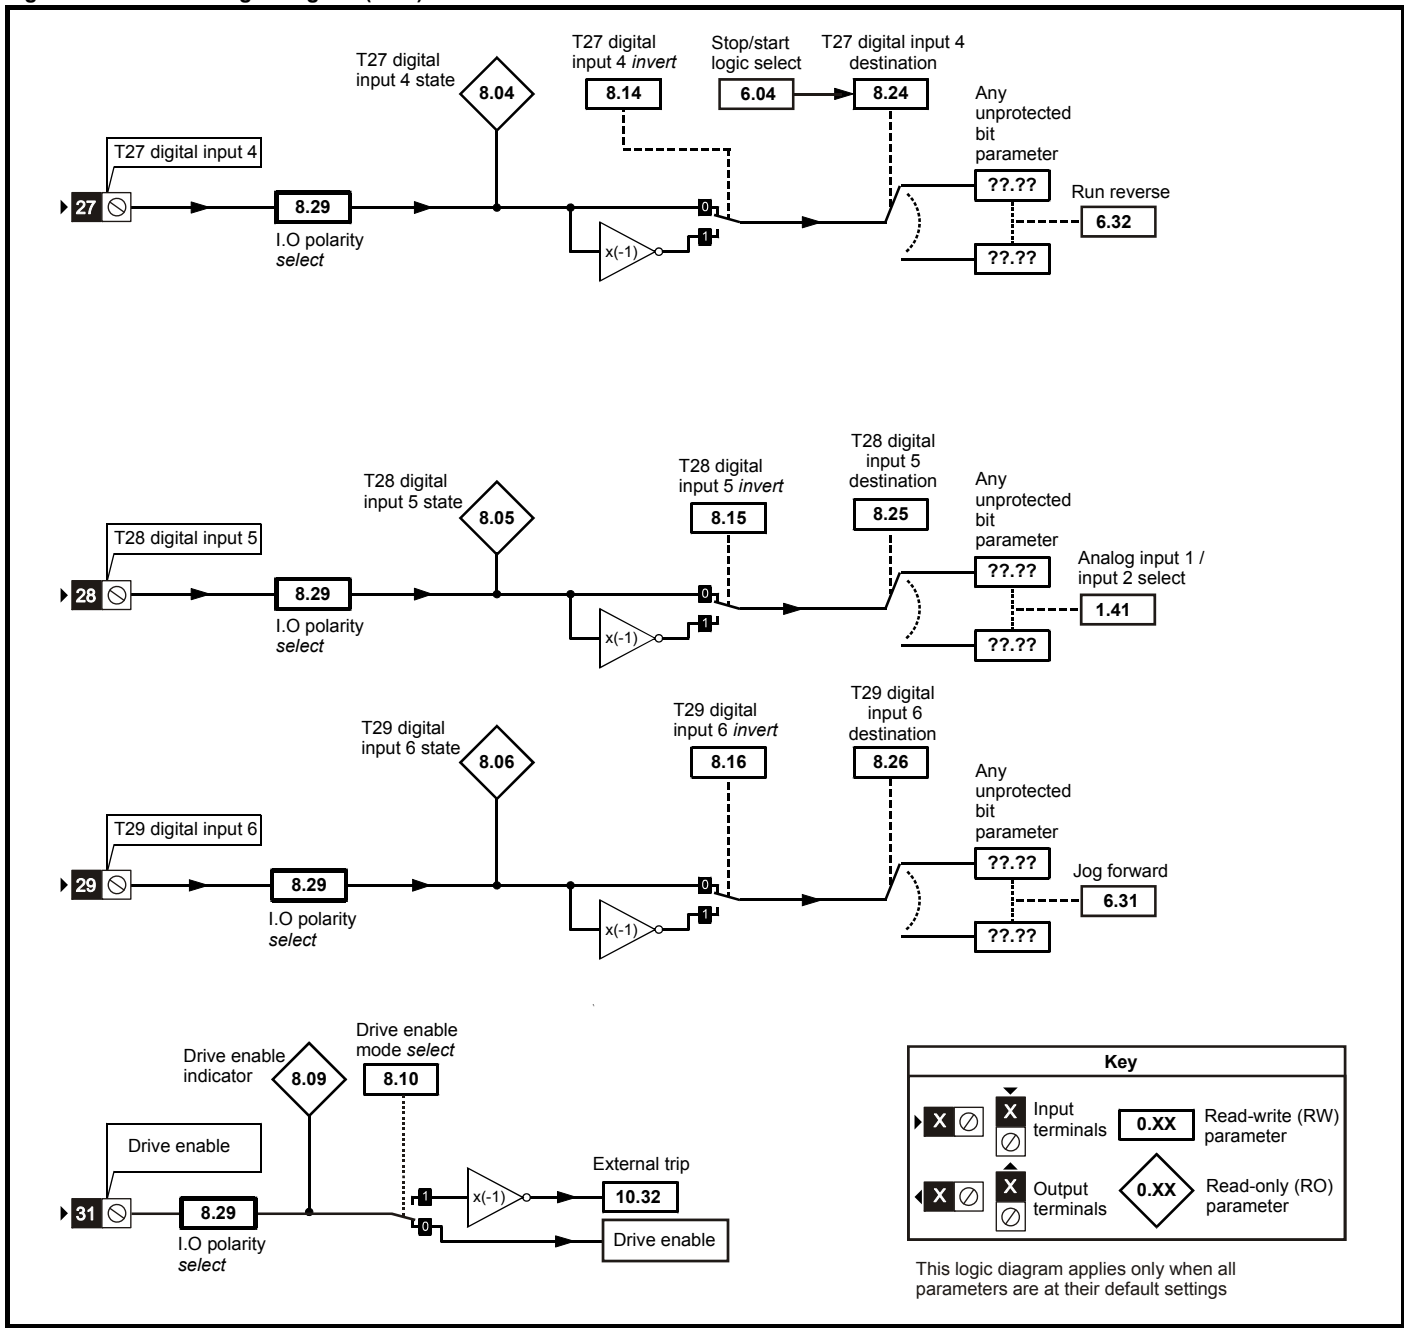 T27 digital
input 4 state
8.04
T27 digital
input 4 invert
8.14
Stop/start
logic select
6.04
T27 digital input 4
destination
8.24
Any
unprotected
bit
parameter
??.??
??.??
Run reverse
6.32
T27 digital input 4
27
8.29
I.O polarity
select
0
1
x(-1)
T28 digital
input 5 state
8.05
T28 digital
input 5 invert
8.15
T28 digital
input 5
destination
8.25
Any
unprotected
bit
parameter
??.??
??.??
Analog input 1 /
input 2 select
1.41
T28 digital input 5
28
8.29
I.O polarity
select
0
1
x(-1)
T29 digital
input 6 state
8.06
T29 digital
input 6 invert
8.16
T29 digital
input 6
destination
8.26
Any
unprotected
bit
parameter
??.??
??.??
Jog forward
6.31
T29 digital input 6
29
8.29
I.O polarity
select
0
1
x(-1)
Drive enable
indicator
8.09
Drive enable
mode select
8.10
Drive enable
31
8.29
I.O polarity
select
1
0
x(-1)
External trip
10.32
Drive enable
Key
X
X
Input
terminals
0.XX
Read-write (RW)
parameter
X
X
Output
terminals
0.XX
Read-only (RO)
parameter
This logic diagram applies only when all
parameters are at their default settings